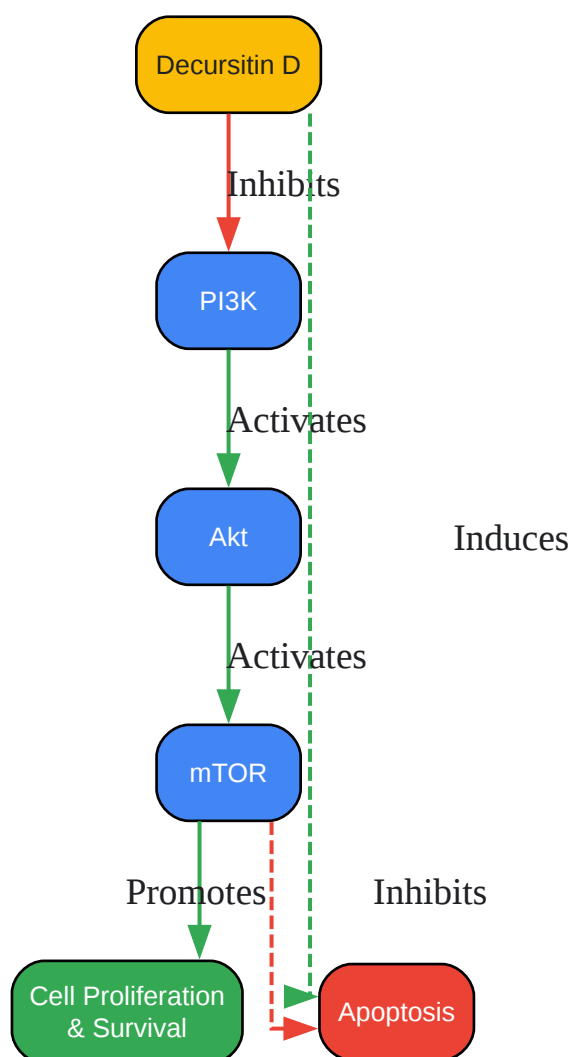 Decursitin D
Inhibits
PI3K
Activates
Akt
Induces
Activates
mTOR
Promotes
Inhibits
Cell Proliferation
& Survival
Apoptosis